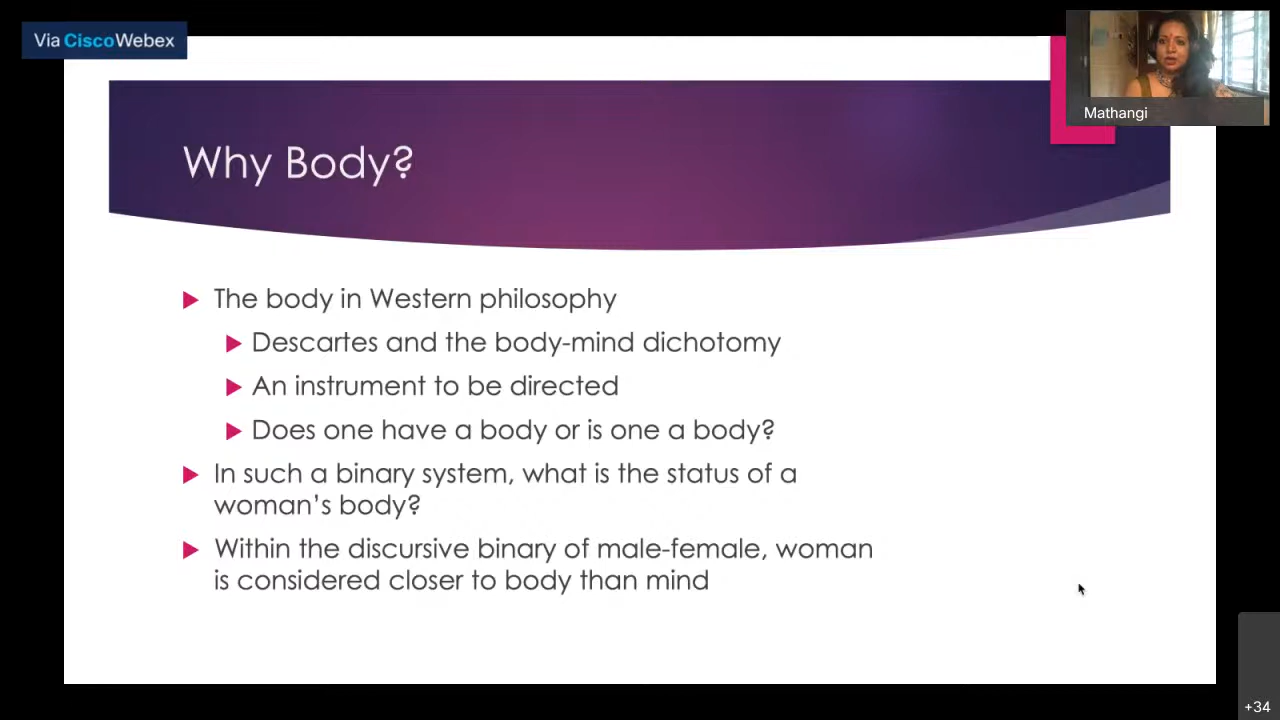 Via CiscoWebex
Mathangi
Why Body?
The body in Western philosophy
Descartes and the body-mind dichotomy
An instrument to be directed
Does one have a body or is one a body?
In such a binary system, what is the status of a
woman's body?
Within the discursive binary of male-female, woman
is considered closer to body than mind
+34